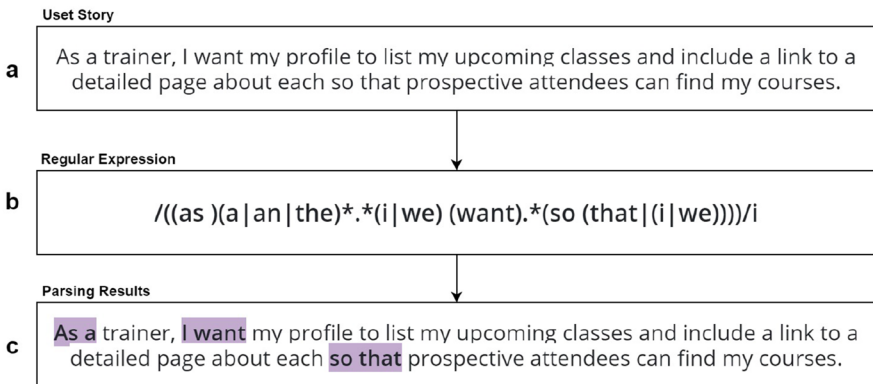 Uset Story
a
As a trainer, I want my profile to list my upcoming classes and include a link to a
detailed page about each so that prospective attendees can find my courses.
Regular Expression
b
/((as )(a|an|the)*.*(i|we) (want).*(so (that|(i|we))))/i
Parsing Results
c
As a trainer, I want my profile to list my upcoming classes and include a link to a
detailed page about each so that prospective attendees can find my courses.